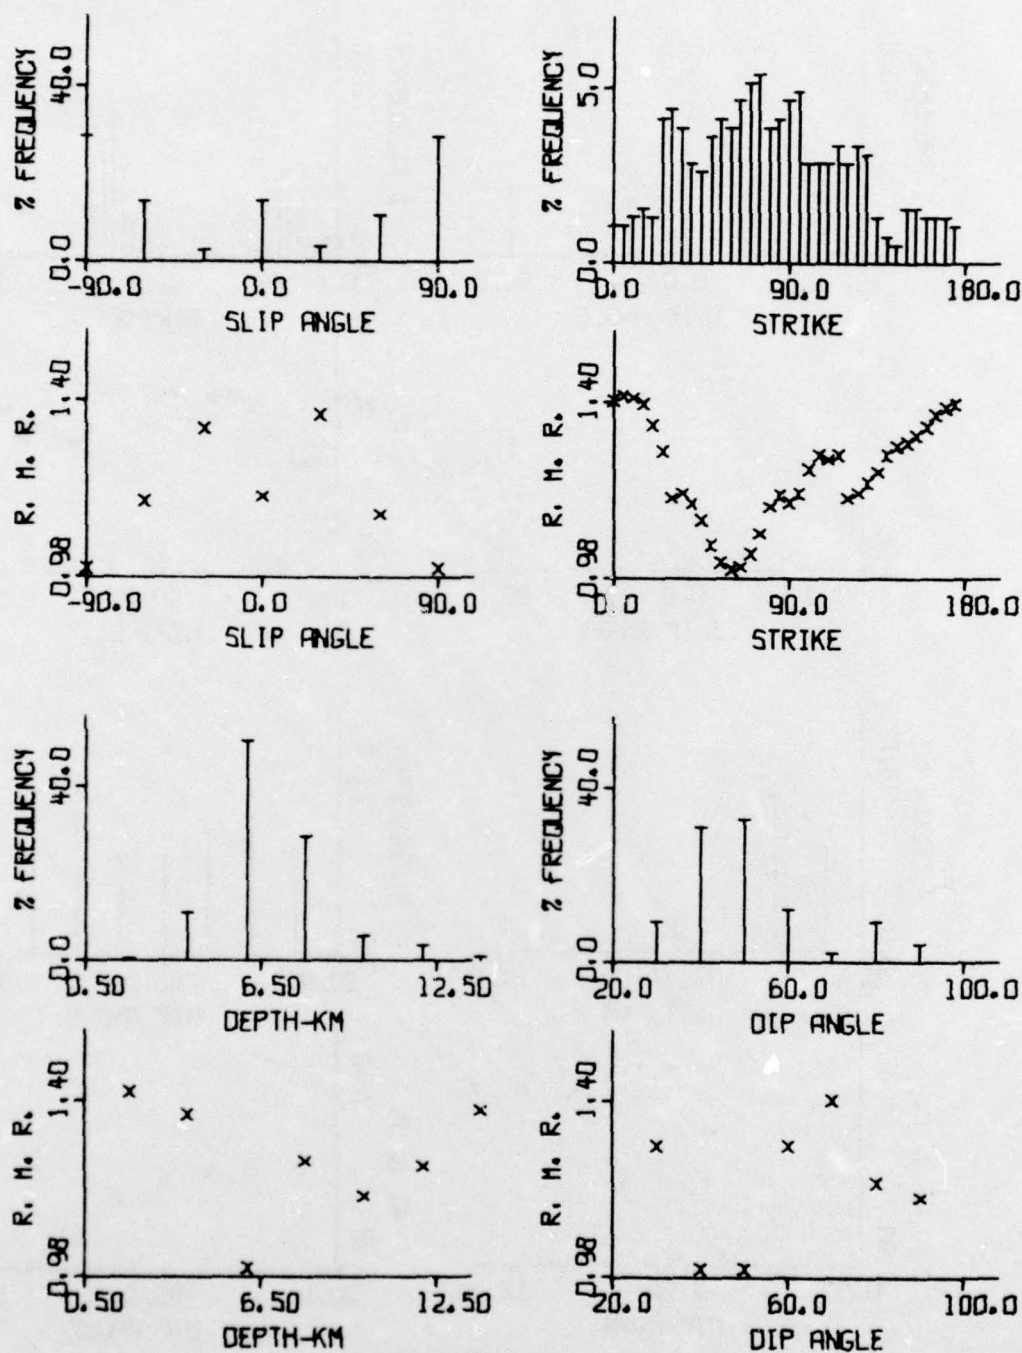 % FREQUENCY
40.0
0.0
-90.0 0.0 90.0
SLIP ANGLE
% FREQUENCY
5.0
0.0
0.0 90.0 180.0
STRIKE
R. M. R.
1.40
0.98
-90.0 0.0 90.0
SLIP ANGLE
R. M. R.
1.40
0.98
0.0 90.0 180.0
STRIKE
% FREQUENCY
40.0
0.0
0.50 6.50 12.50
DEPTH-KM
% FREQUENCY
40.0
0.0
20.0 60.0 100.0
DIP ANGLE
R. M. R.
1.40
0.98
0.50 6.50 12.50
DEPTH-KM
R. M. R.
1.40
0.98
20.0 60.0 100.0
DIP ANGLE